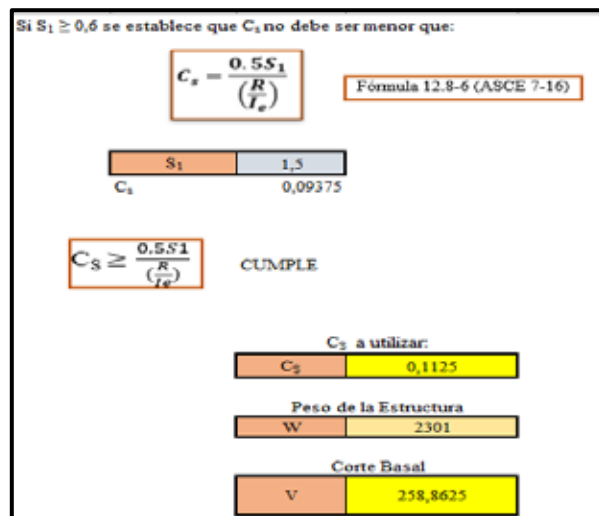 Si S₁ ≥ 0,6 se establece que Cₛ no debe ser menor que:
Cₛ = 0.5S₁ / (R/Iₑ)
Fórmula 12.8-6 (ASCE 7-16)
S₁ 1,5
Cₛ 0,09375
Cₛ ≥ 0.5S1 / (R/Ie) CUMPLE
Cₛ a utilizar:
Cₛ 0,1125
Peso de la Estructura
W 2301
Corte Basal
V 258,8625